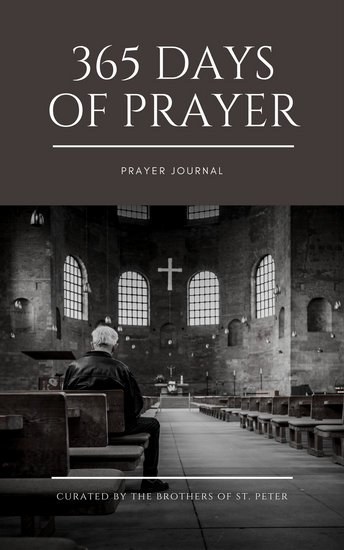 365 DAYS
OF PRAYER
PRAYER JOURNAL
CURATED BY THE BROTHERS OF ST. PETER